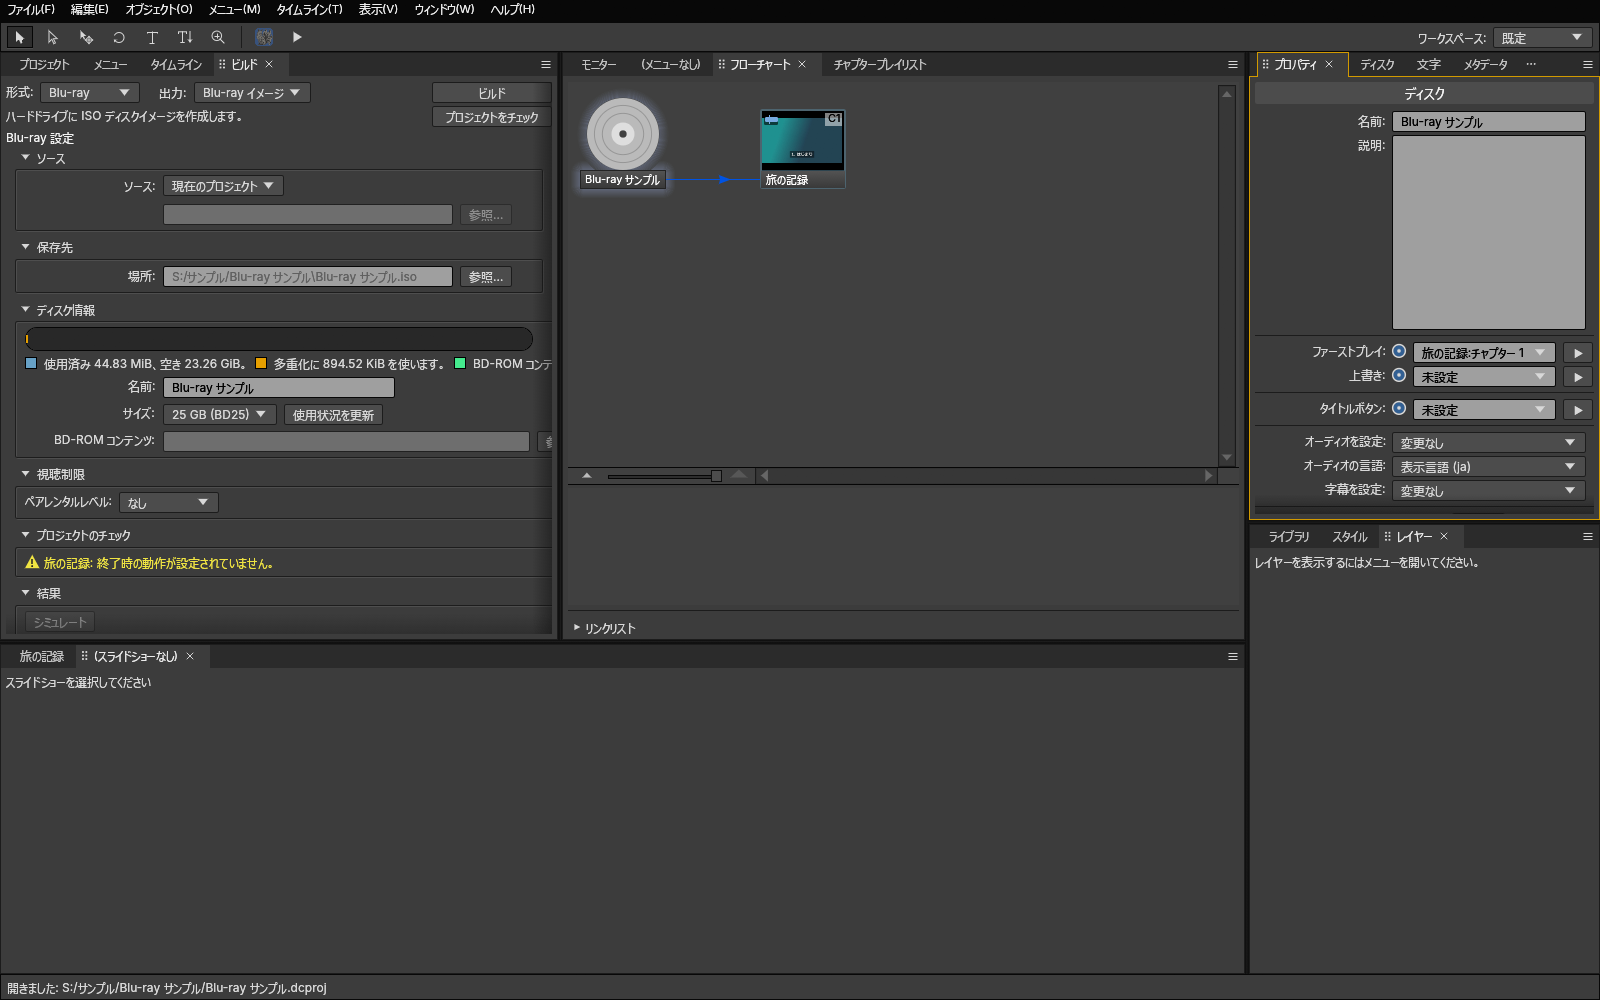 ファイル(F) 編集(E) オブジェクト(O) メニュー(M) タイムライン(T) 表示(V) ウィンドウ(W) ヘルプ(H)
ワークスペース: 既定
プロジェクト メニュー タイムライン ビルド
形式: Blu-ray 出力: Blu-ray イメージ ビルド
ハードドライブに ISO ディスクイメージを作成します。 プロジェクトをチェック
Blu-ray 設定
ソース
ソース: 現在のプロジェクト
参照...
保存先
場所: S:/サンプル/Blu-ray サンプル\Blu-ray サンプル.iso 参照...
ディスク情報
使用済み 44.83 MiB、空き 23.26 GiB。 多重化に 894.52 KiB を使います。 BD-ROM コンテ
名前: Blu-ray サンプル
サイズ: 25 GB (BD25) 使用状況を更新
BD-ROM コンテンツ:
視聴制限
ペアレンタルレベル: なし
プロジェクトのチェック
旅の記録: 終了時の動作が設定されていません。
結果
シミュレート
モニター (メニューなし) フローチャート チャプタープレイリスト
C1
1. はじまり
Blu-ray サンプル
旅の記録
リンクリスト
プロパティ ディスク 文字 メタデータ ...
ディスク
名前: Blu-ray サンプル
説明:
ファーストプレイ: 旅の記録:チャプター 1
上書き: 未設定
タイトルボタン: 未設定
オーディオを設定: 変更なし
オーディオの言語: 表示言語 (ja)
字幕を設定: 変更なし
ライブラリ スタイル レイヤー
レイヤーを表示するにはメニューを開いてください。
旅の記録 (スライドショーなし)
スライドショーを選択してください
開きました: S:/サンプル/Blu-ray サンプル/Blu-ray サンプル.dcproj